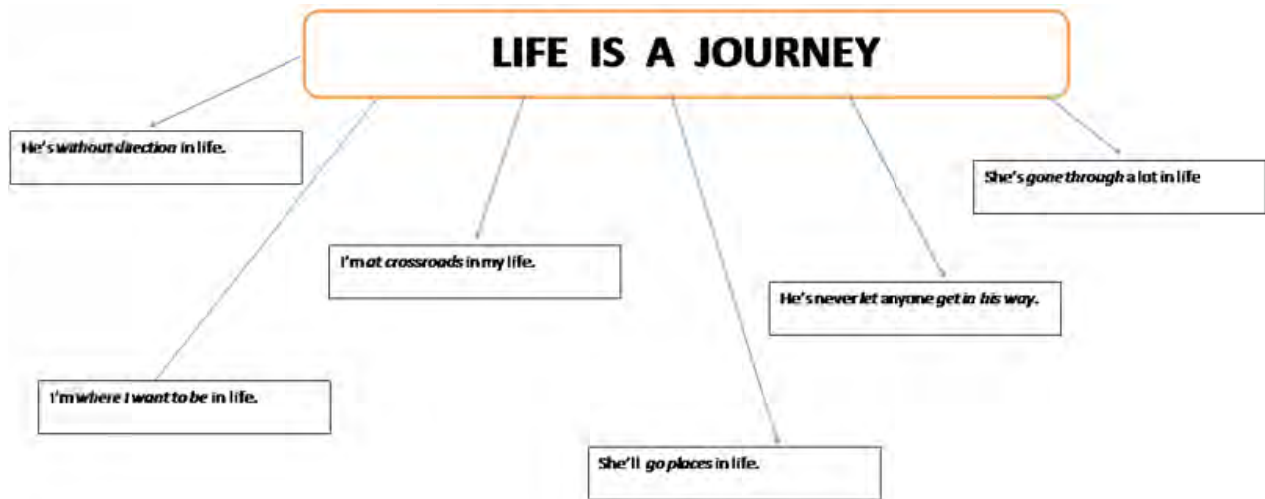 LIFE IS A JOURNEY
He's without direction in life.
She's gone through a lot in life
I'm at crossroads in my life.
He's never let anyone get in his way.
I'm where I want to be in life.
She'll go places in life.